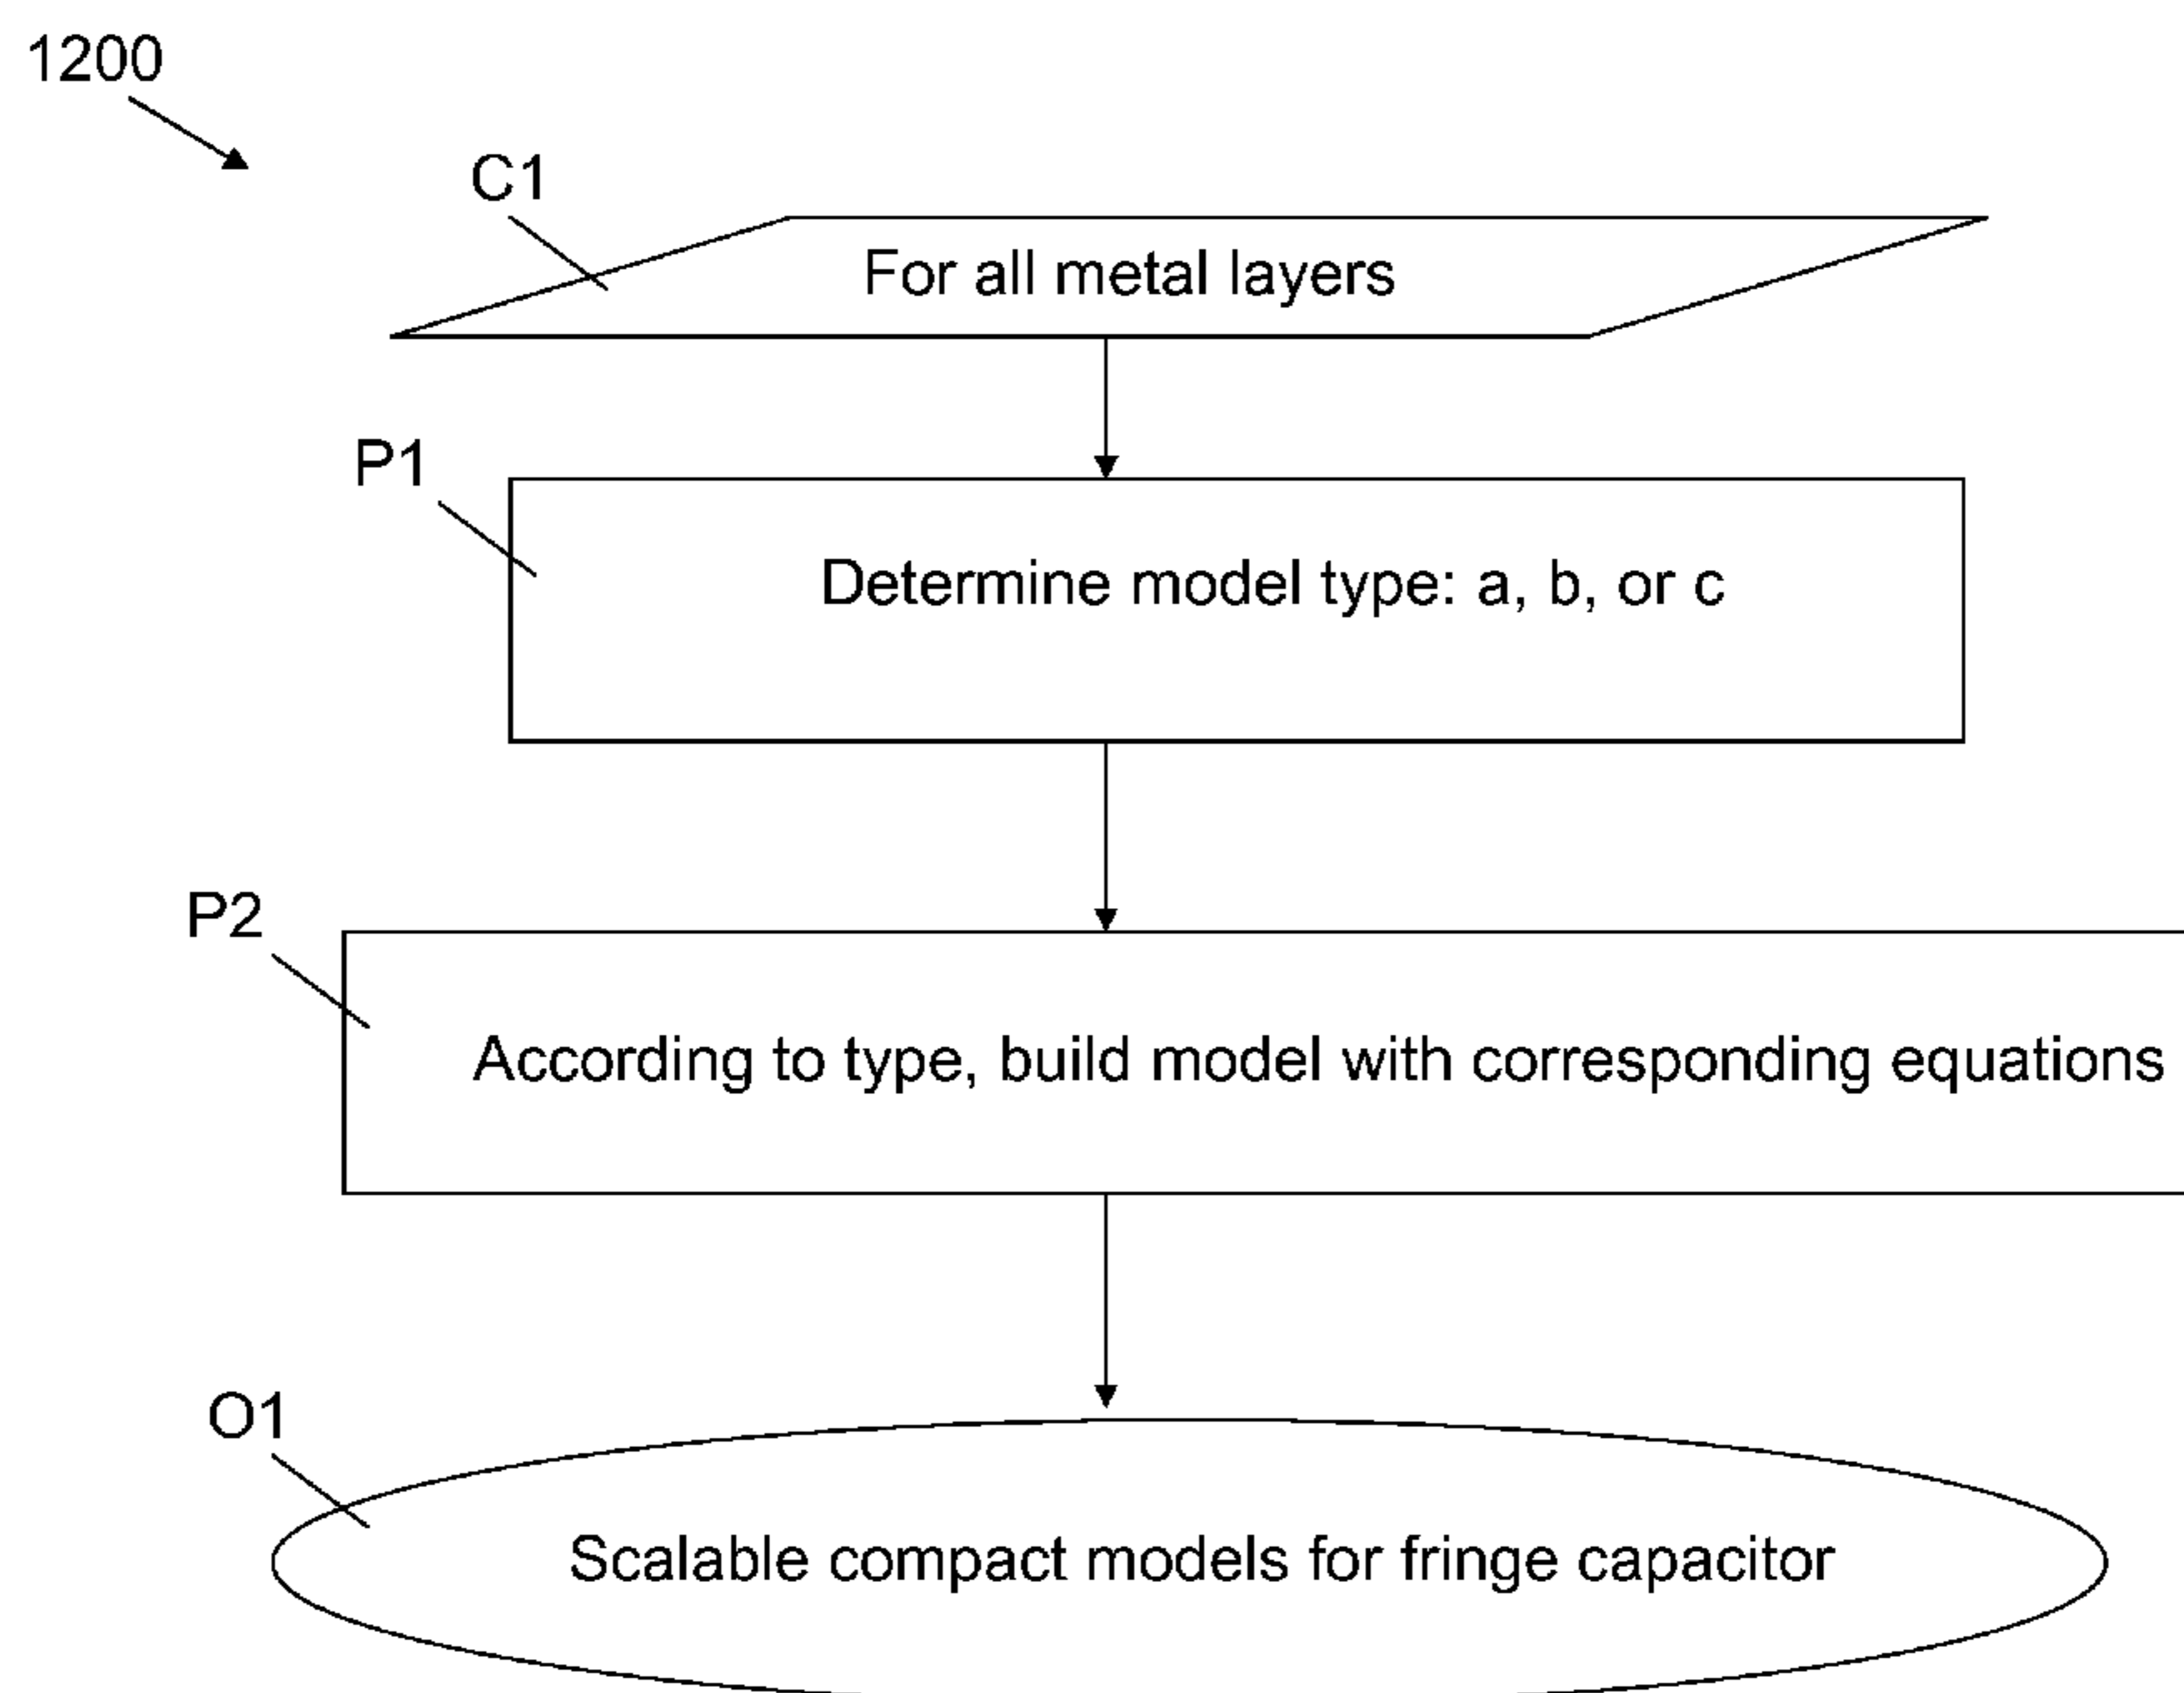 1200
C1
For all metal layers
P1
Determine model type: a, b, or c
P2
According to type, build model with corresponding equations
O1
Scalable compact models for fringe capacitor